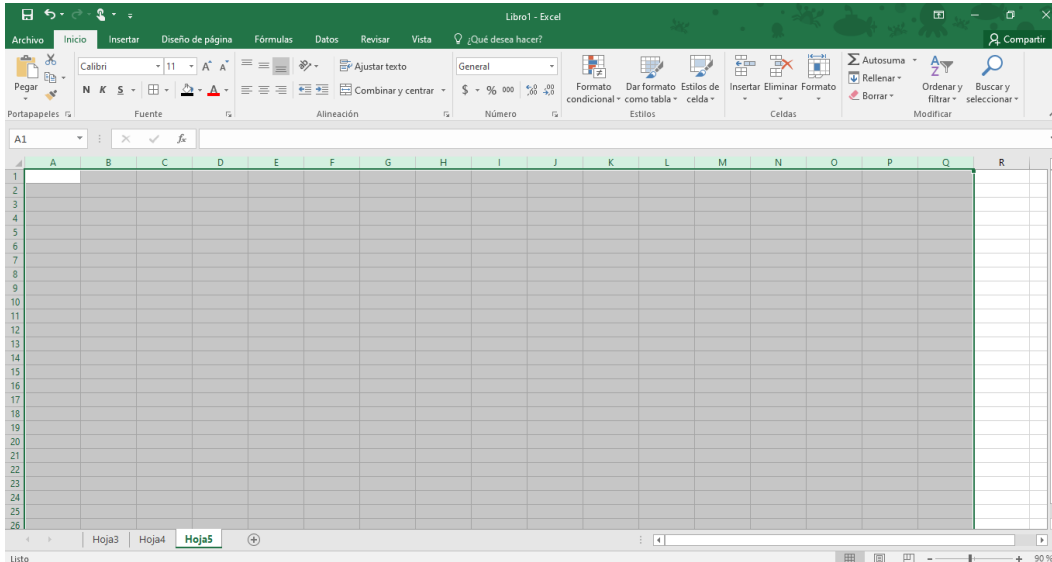 Libro1 - Excel
Archivo Inicio Insertar Diseño de página Fórmulas Datos Revisar Vista ¿Qué desea hacer? Compartir
Pegar
Portapapeles
Calibri 11 A A
N K S A
Fuente
Ajustar texto
Combinar y centrar
Alineación
General
$ % 000 ,00 ,0 ,00
Número
Formato condicional
Dar formato como tabla
Estilos de celda
Estilos
Insertar Eliminar Formato
Celdas
Autosuma
Rellenar
Borrar
Ordenar y filtrar
Buscar y seleccionar
Modificar
A1 fx
A B C D E F G H I J K L M N O P Q R
1
2
3
4
5
6
7
8
9
10
11
12
13
14
15
16
17
18
19
20
21
22
23
24
25
26
Hoja3 Hoja4 Hoja5
Listo 90 %